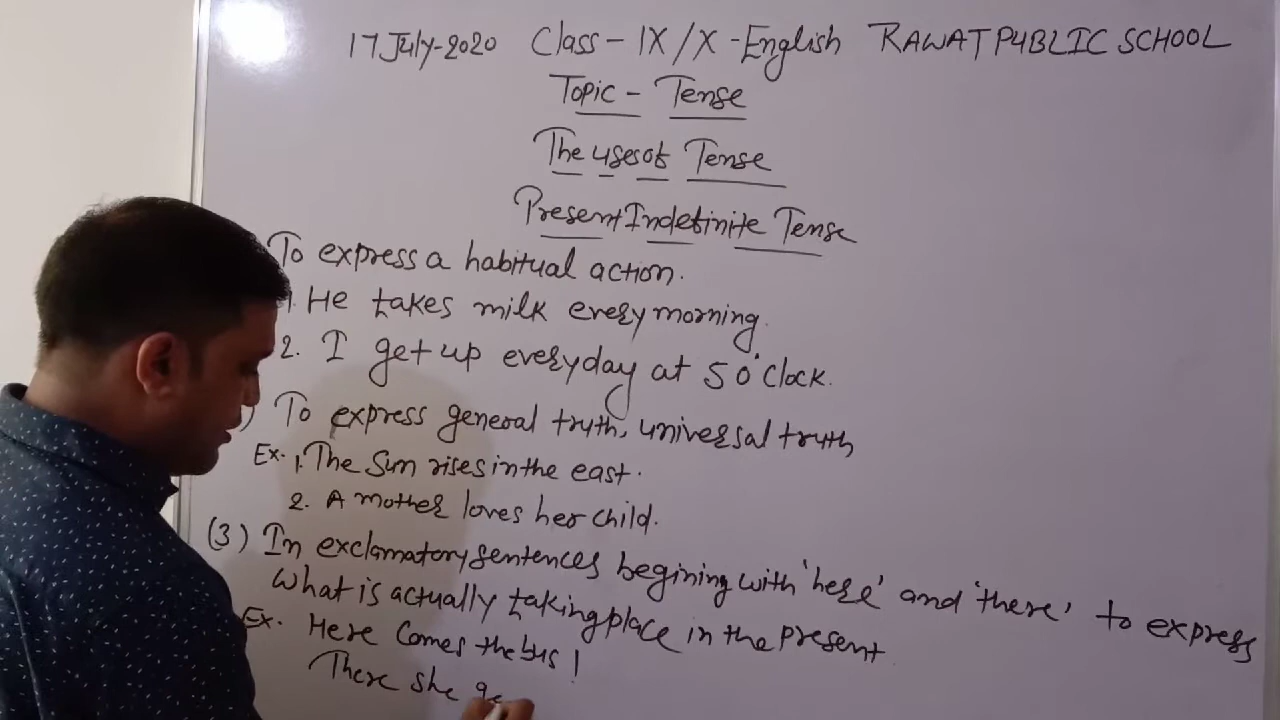 17 July-2020 Class - IX/X - English RAWAT PUBLIC SCHOOL
Topic - Tense
The uses of Tense
Present Indefinite Tense
To express a habitual action.
1. He takes milk every morning.
2. I get up everyday at 5 o'clock.
) To express general truth, universal truth
Ex. 1. The Sun rises in the east.
2. A mother loves her child.
(3) In exclamatory sentences begining with 'here' and 'there' to express
what is actually taking place in the present
Ex. Here Comes the bus!
There she